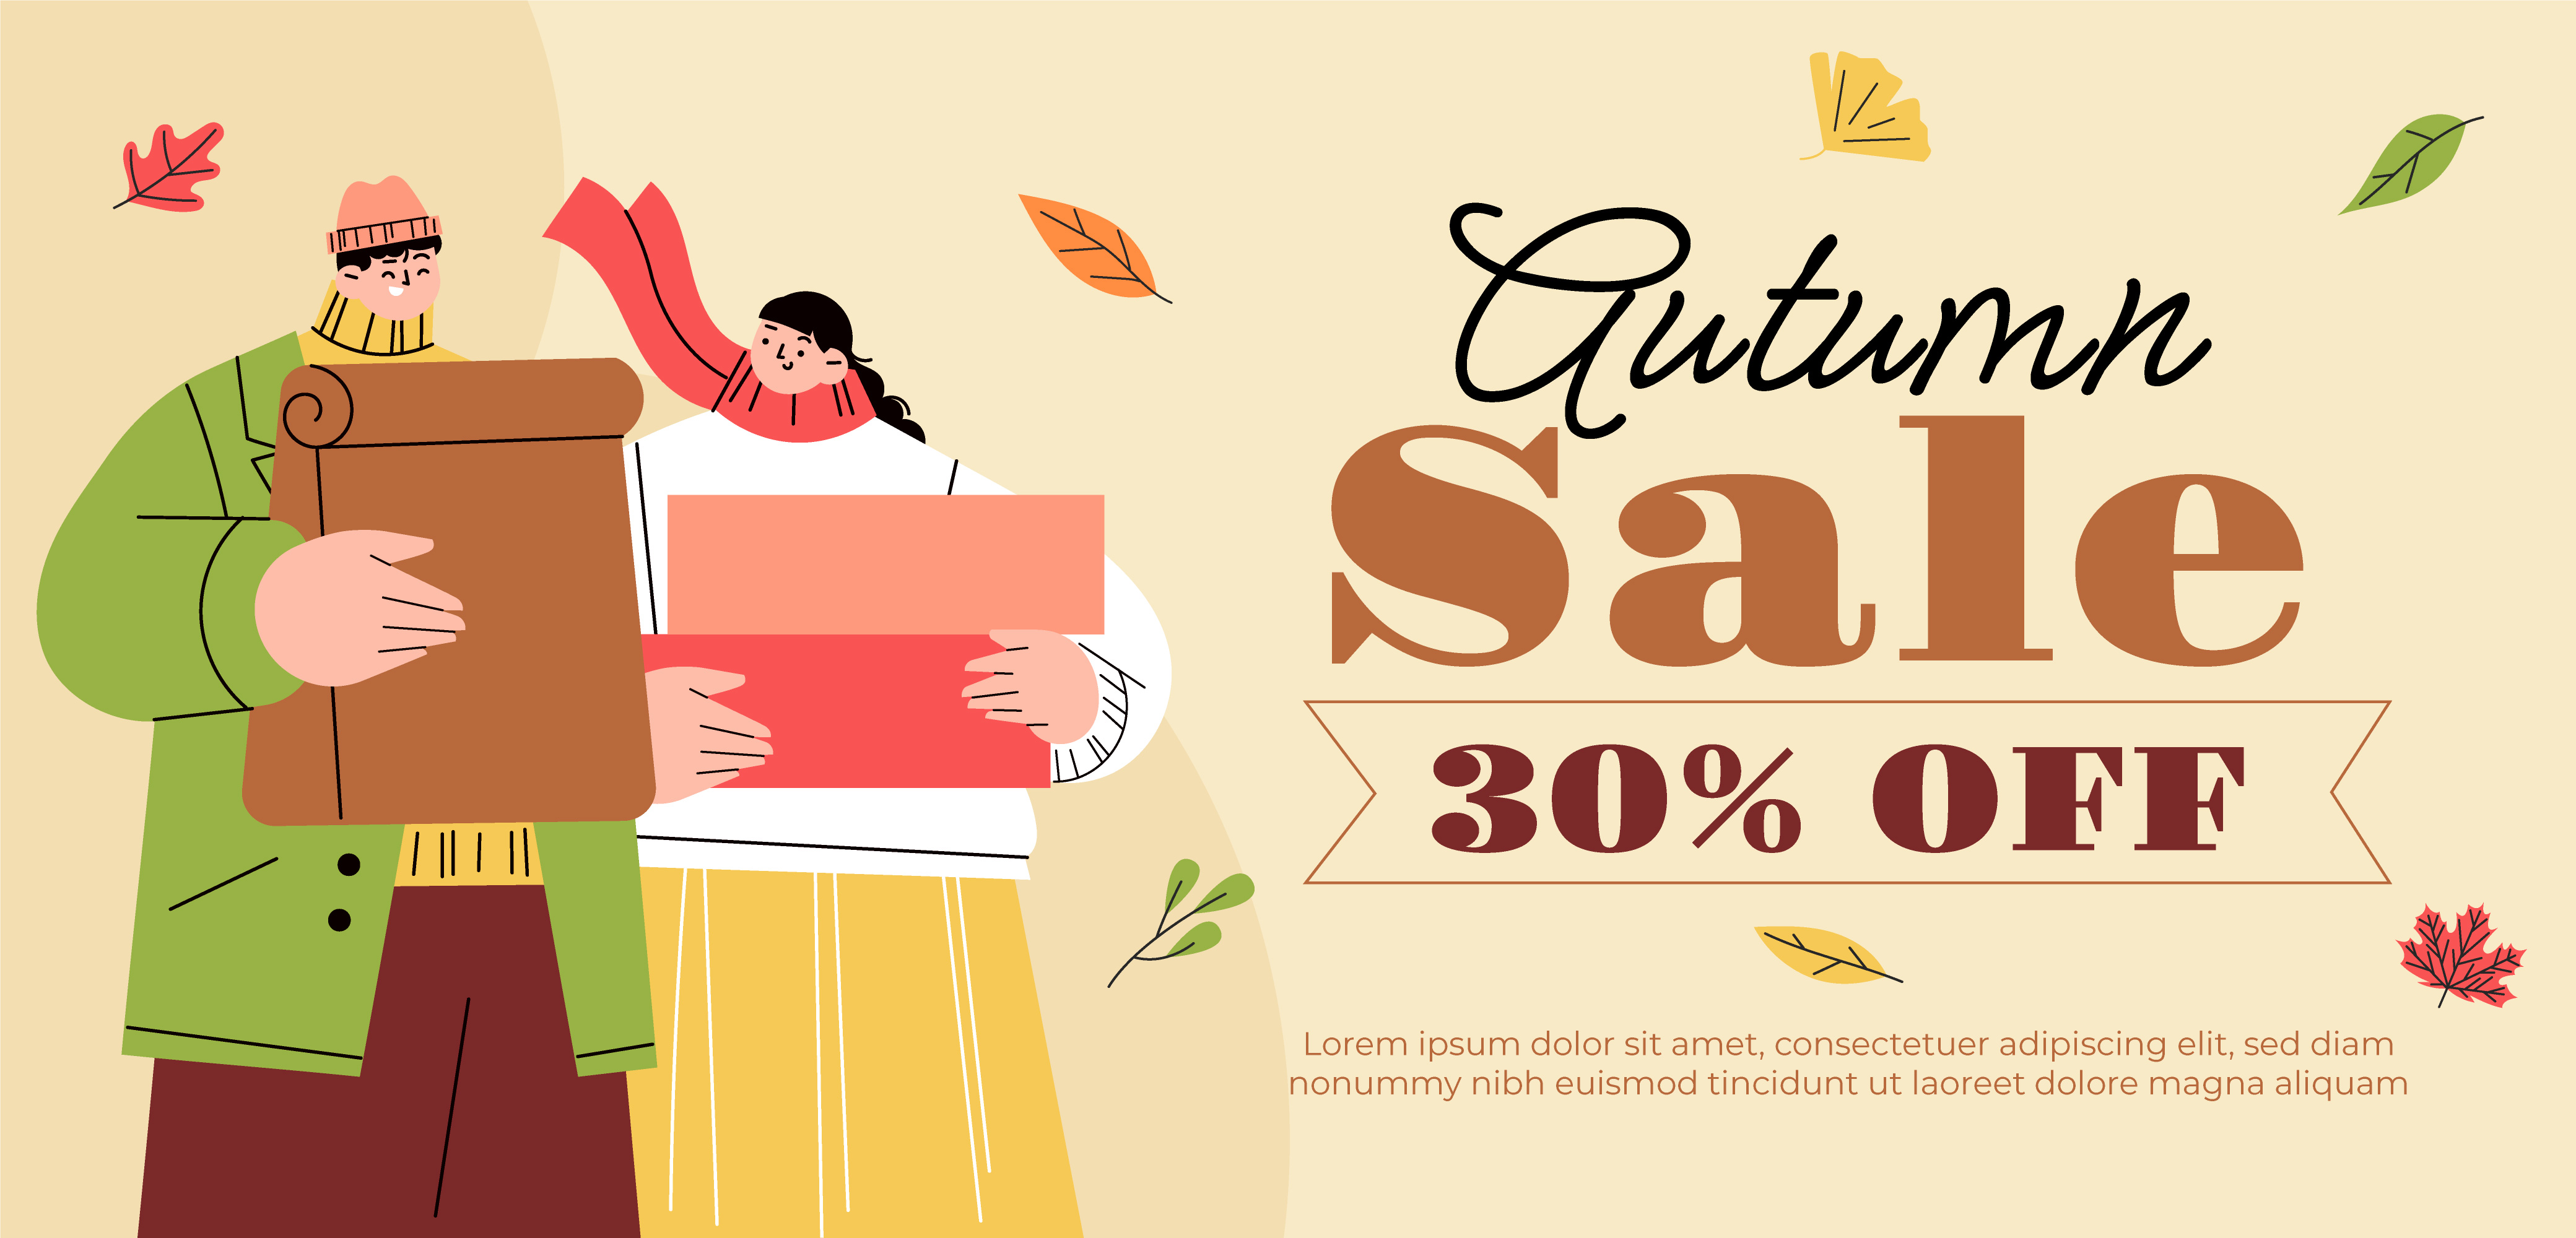 Autumn
Sale
30% OFF
Lorem ipsum dolor sit amet, consectetuer adipiscing elit, sed diam
nonummy nibh euismod tincidunt ut laoreet dolore magna aliquam